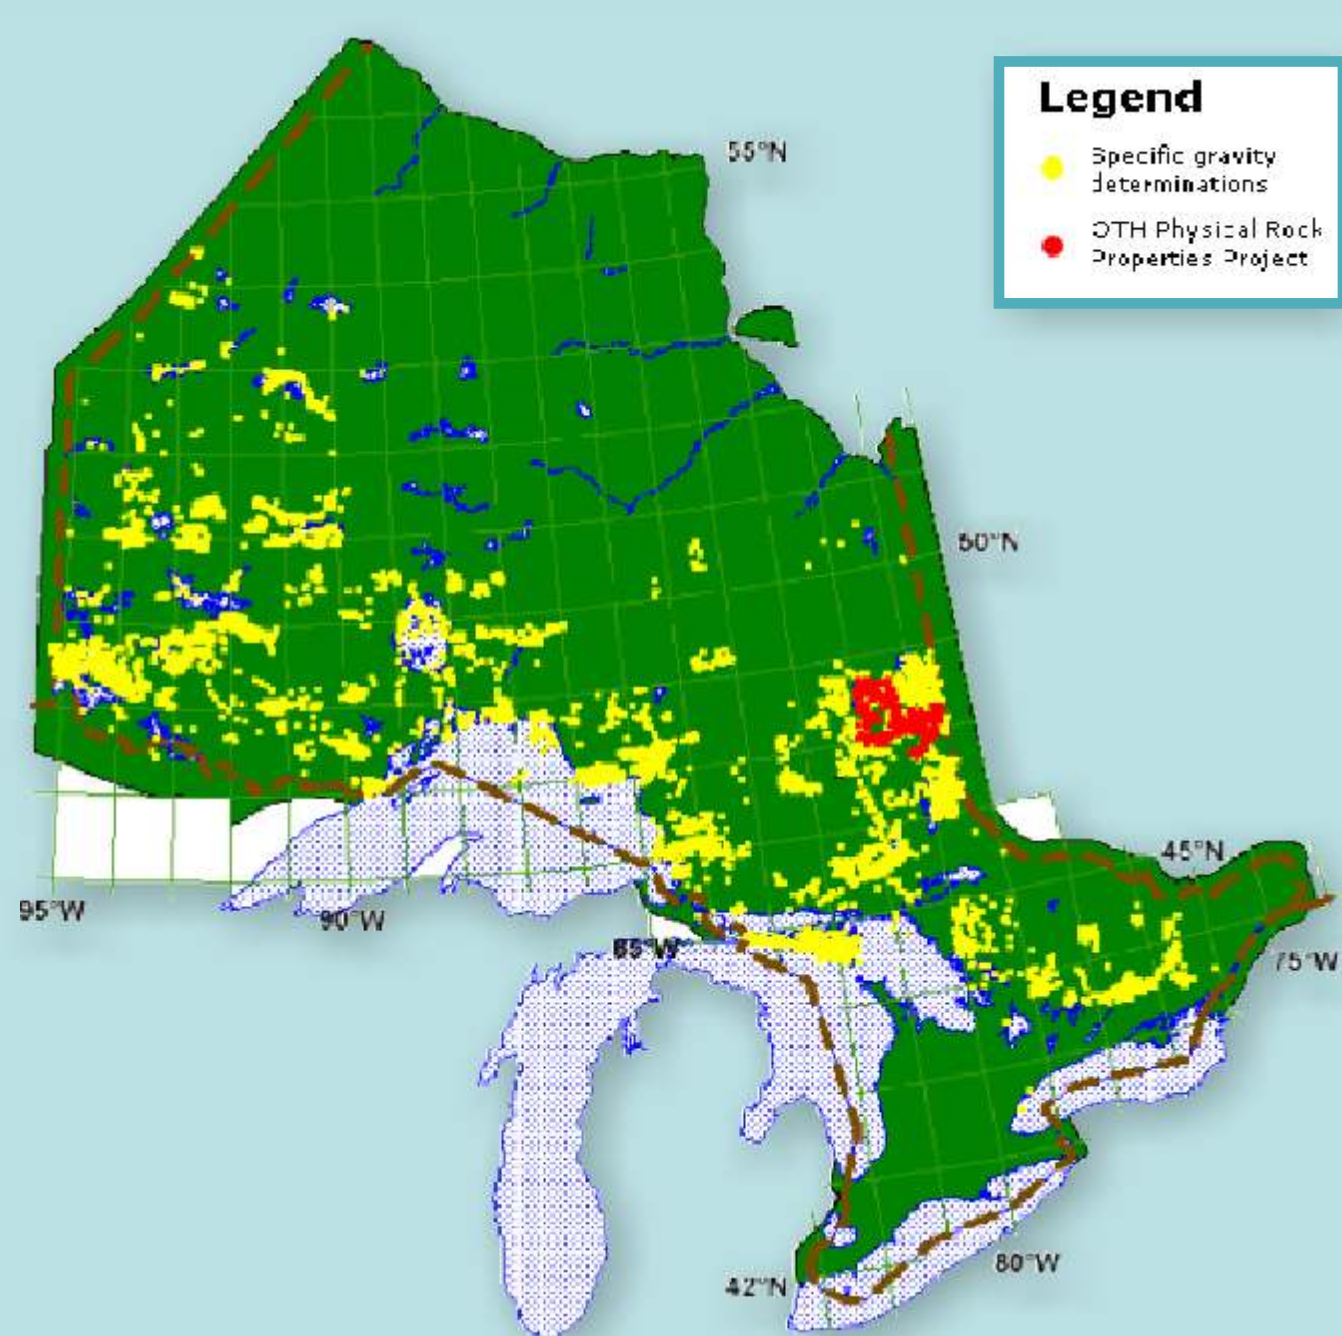 Legend
Specific gravity
determinations
OTH Physical Rock
Properties Project
55°N
50°N
45°N
95°W
90°W
85°W
75°W
80°W
42°N